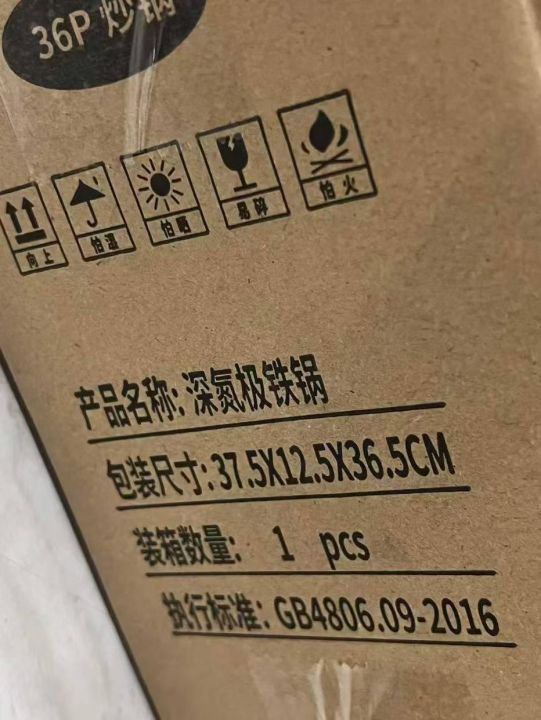 36P 炒锅
向上 怕湿 怕晒 易碎 怕火
产品名称: 深氮极铁锅
包装尺寸: 37.5X12.5X36.5CM
装箱数量: 1 pcs
执行标准: GB4806.09-2016